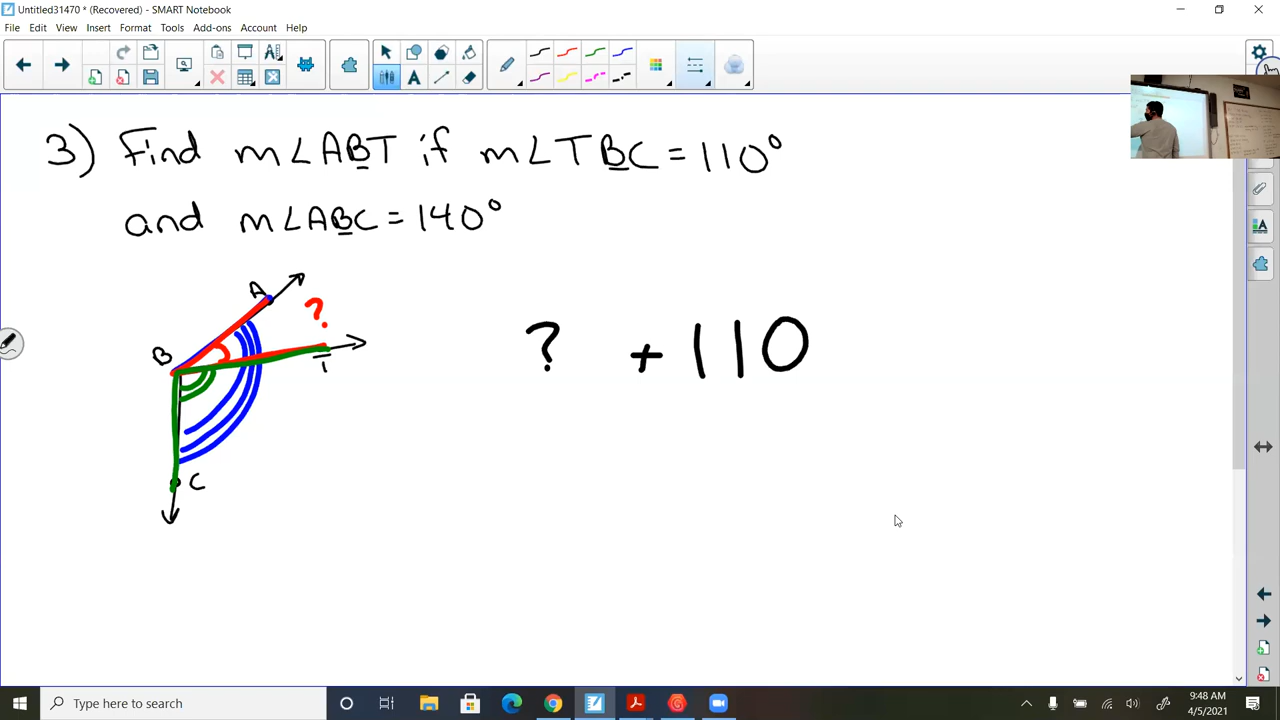 Untitled31470 * (Recovered) - SMART Notebook
File Edit View Insert Format Tools Add-ons Account Help
3) Find m∠ABT if m∠TBC = 110°
and m∠ABC = 140°
A
?
B
T
? + 110
C
Type here to search
9:48 AM
4/5/2021